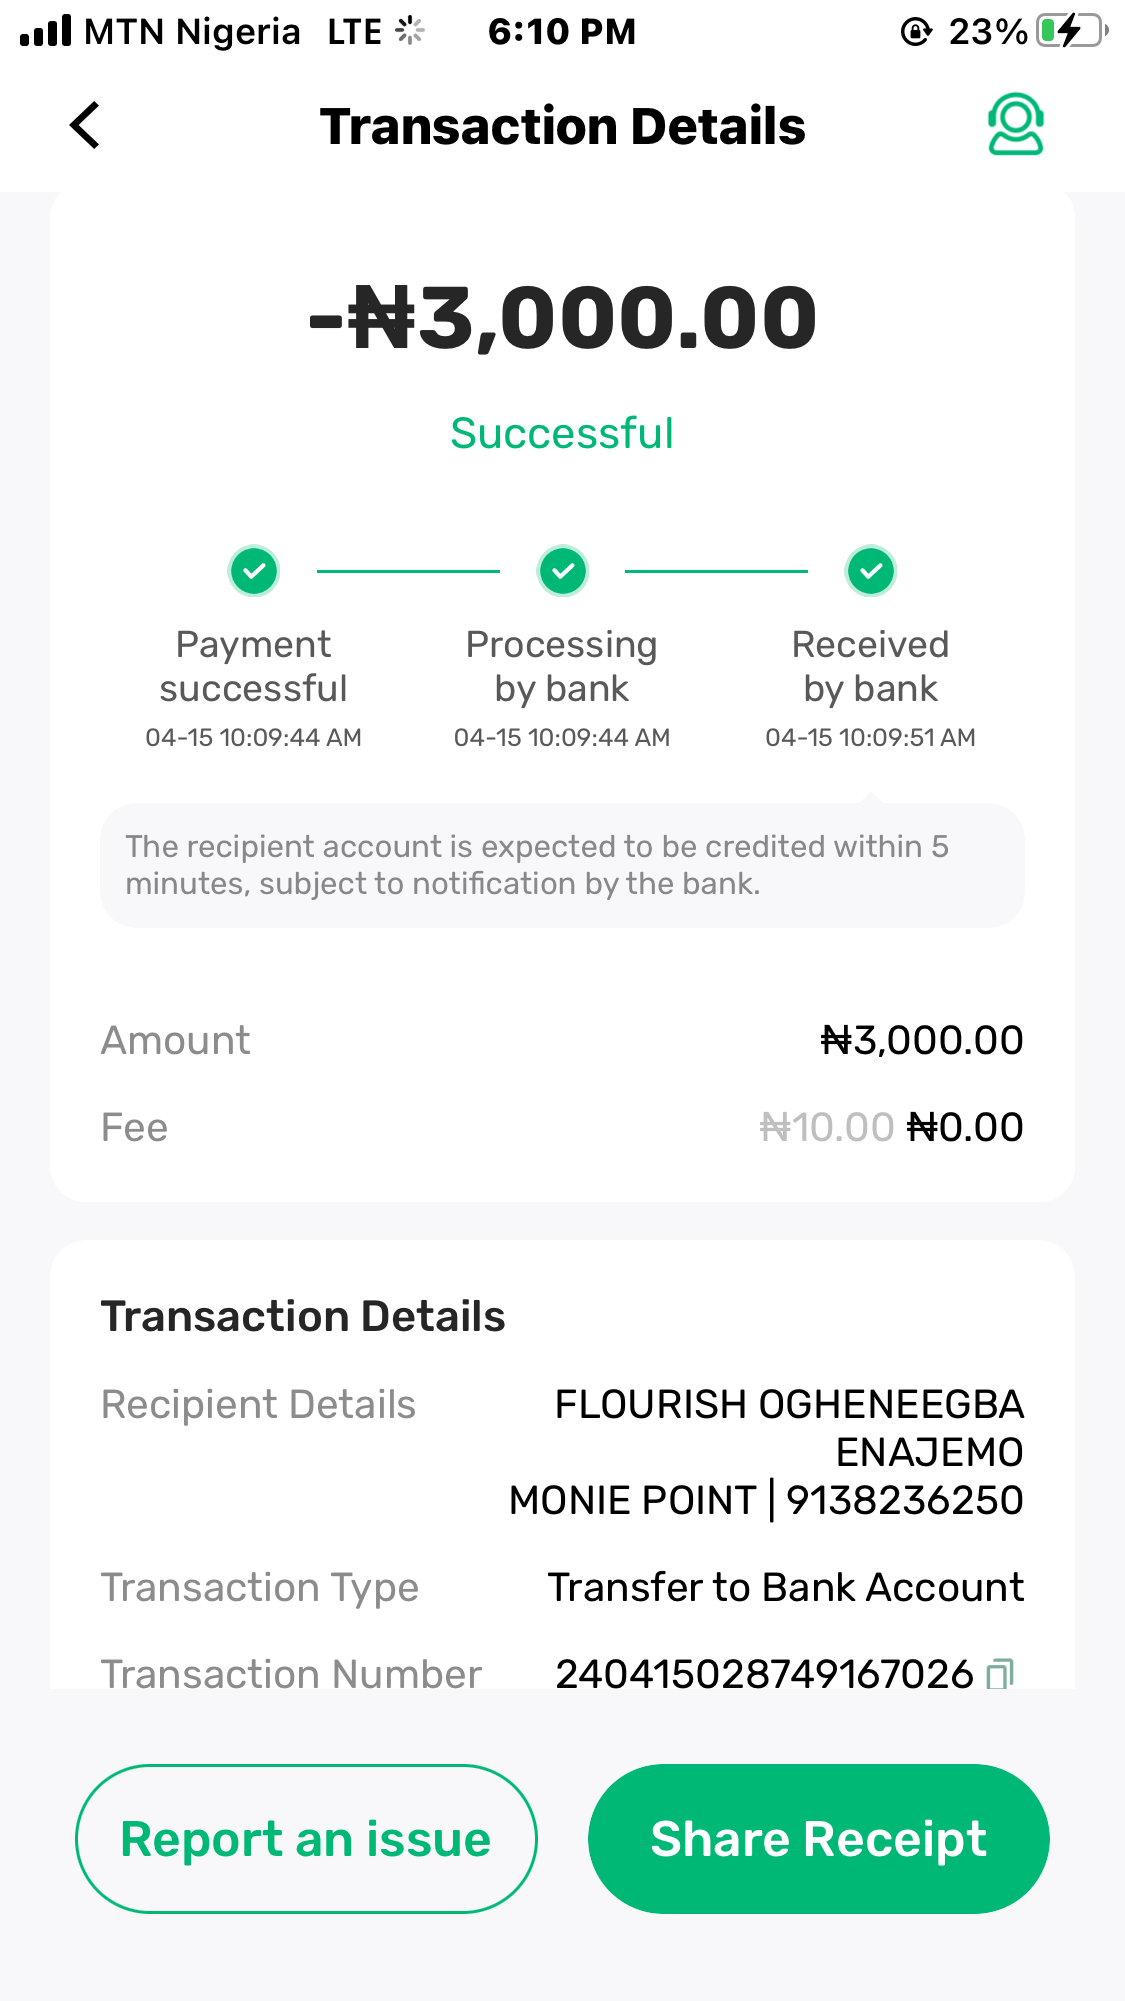 MTN Nigeria LTE 6:10 PM 23%
Transaction Details
-₦3,000.00
Successful
Payment successful
04-15 10:09:44 AM
Processing by bank
04-15 10:09:44 AM
Received by bank
04-15 10:09:51 AM
The recipient account is expected to be credited within 5
minutes, subject to notification by the bank.
Amount ₦3,000.00
Fee ₦10.00 ₦0.00
Transaction Details
Recipient Details FLOURISH OGHENEEGBA
ENAJEMO
MONIE POINT | 9138236250
Transaction Type Transfer to Bank Account
Transaction Number 240415028749167026
Report an issue Share Receipt